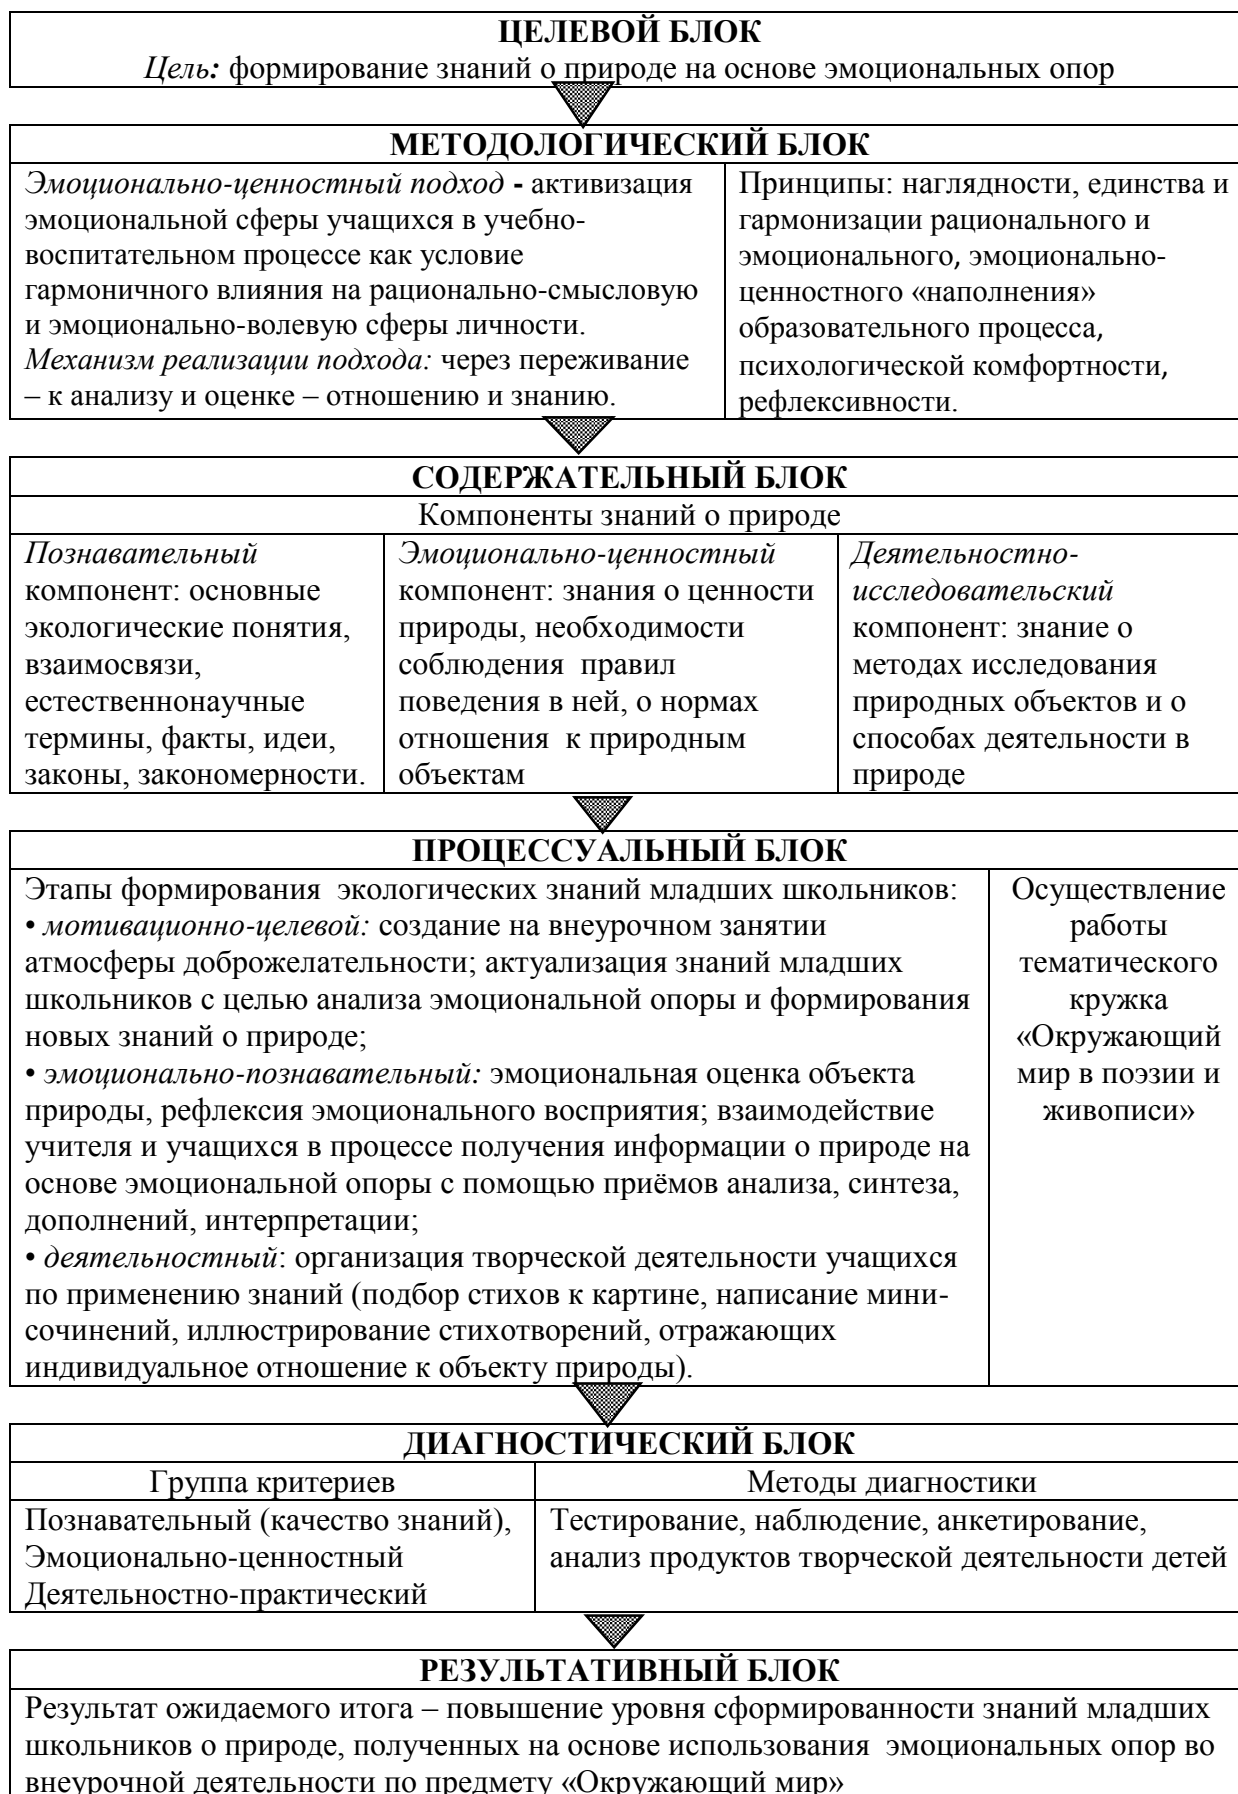 ЦЕЛЕВОЙ БЛОК
Цель: формирование знаний о природе на основе эмоциональных опор
МЕТОДОЛОГИЧЕСКИЙ БЛОК
Эмоционально-ценностный подход - активизация
эмоциональной сферы учащихся в учебно-
воспитательном процессе как условие
гармоничного влияния на рационально-смысловую
и эмоционально-волевую сферы личности.
Механизм реализации подхода: через переживание
– к анализу и оценке – отношению и знанию.
Принципы: наглядности, единства и
гармонизации рационального и
эмоционального, эмоционально-
ценностного «наполнения»
образовательного процесса,
психологической комфортности,
рефлексивности.
СОДЕРЖАТЕЛЬНЫЙ БЛОК
Компоненты знаний о природе
Познавательный
компонент: основные
экологические понятия,
взаимосвязи,
естественнонаучные
термины, факты, идеи,
законы, закономерности.
Эмоционально-ценностный
компонент: знания о ценности
природы, необходимости
соблюдения правил
поведения в ней, о нормах
отношения к природным
объектам
Деятельностно-
исследовательский
компонент: знание о
методах исследования
природных объектов и о
способах деятельности в
природе
ПРОЦЕССУАЛЬНЫЙ БЛОК
Этапы формирования экологических знаний младших школьников:
• мотивационно-целевой: создание на внеурочном занятии
атмосферы доброжелательности; актуализация знаний младших
школьников с целью анализа эмоциональной опоры и формирования
новых знаний о природе;
• эмоционально-познавательный: эмоциональная оценка объекта
природы, рефлексия эмоционального восприятия; взаимодействие
учителя и учащихся в процессе получения информации о природе на
основе эмоциональной опоры с помощью приёмов анализа, синтеза,
дополнений, интерпретации;
• деятельностный: организация творческой деятельности учащихся
по применению знаний (подбор стихов к картине, написание мини-
сочинений, иллюстрирование стихотворений, отражающих
индивидуальное отношение к объекту природы).
Осуществление
работы
тематического
кружка
«Окружающий
мир в поэзии и
живописи»
ДИАГНОСТИЧЕСКИЙ БЛОК
Группа критериев
Познавательный (качество знаний),
Эмоционально-ценностный
Деятельностно-практический
Методы диагностики
Тестирование, наблюдение, анкетирование,
анализ продуктов творческой деятельности детей
РЕЗУЛЬТАТИВНЫЙ БЛОК
Результат ожидаемого итога – повышение уровня сформированности знаний младших
школьников о природе, полученных на основе использования эмоциональных опор во
внеурочной деятельности по предмету «Окружающий мир»